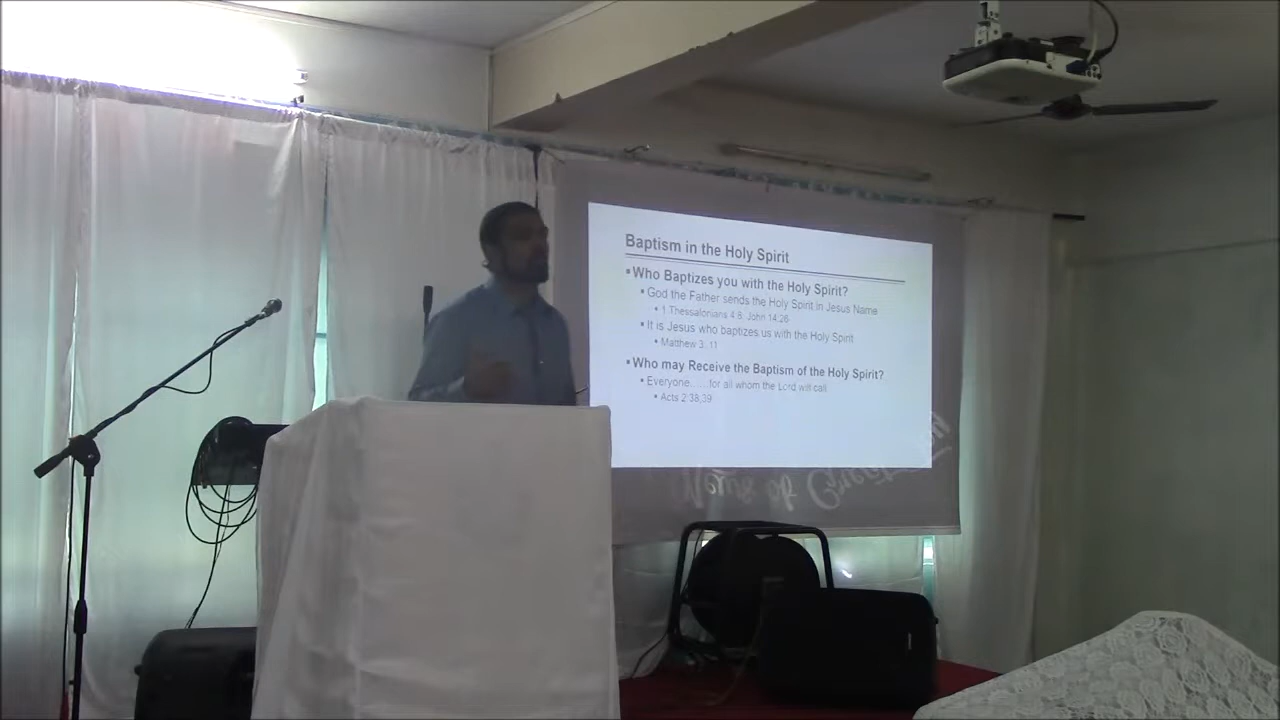 Baptism in the Holy Spirit
▪Who Baptizes you with the Holy Spirit?
▪God the Father sends the Holy Spirit in Jesus Name
▪1 Thessalonians 4:8; John 14:26
▪It is Jesus who baptizes us with the Holy Spirit
▪Matthew 3: 11
▪Who may Receive the Baptism of the Holy Spirit?
▪Everyone……for all whom the Lord will call
▪Acts 2:38,39